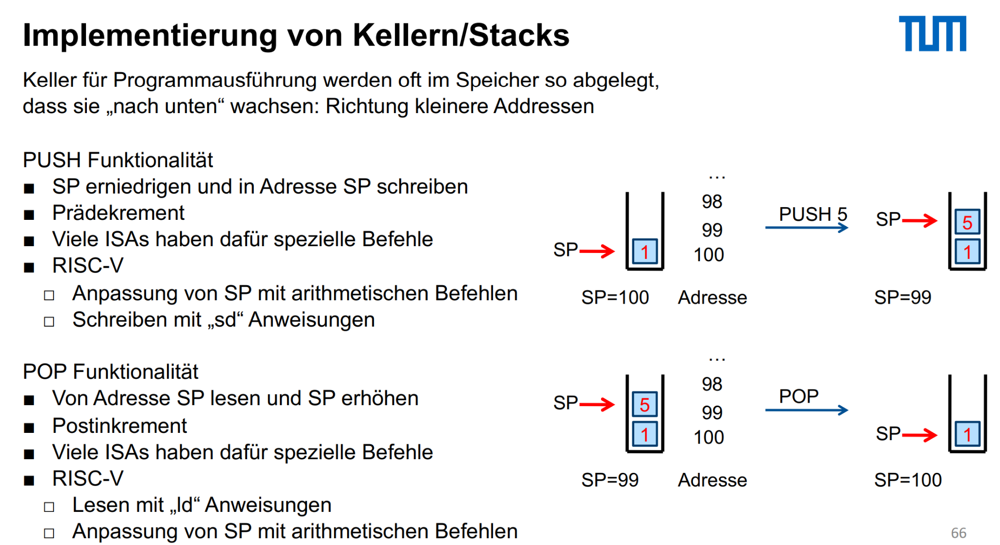 Implementierung von Kellern/Stacks
TUM
Keller für Programmausführung werden oft im Speicher so abgelegt,
dass sie „nach unten“ wachsen: Richtung kleinere Addressen
PUSH Funktionalität
■ SP erniedrigen und in Adresse SP schreiben
■ Prädekrement
■ Viele ISAs haben dafür spezielle Befehle
■ RISC-V
□ Anpassung von SP mit arithmetischen Befehlen
□ Schreiben mit „sd“ Anweisungen
SP
1
…
98
99
100
PUSH 5
SP
5
1
SP=100
Adresse
SP=99
POP Funktionalität
■ Von Adresse SP lesen und SP erhöhen
■ Postinkrement
■ Viele ISAs haben dafür spezielle Befehle
■ RISC-V
□ Lesen mit „ld“ Anweisungen
□ Anpassung von SP mit arithmetischen Befehlen
SP
5
1
…
98
99
100
POP
SP
1
SP=99
Adresse
SP=100
66